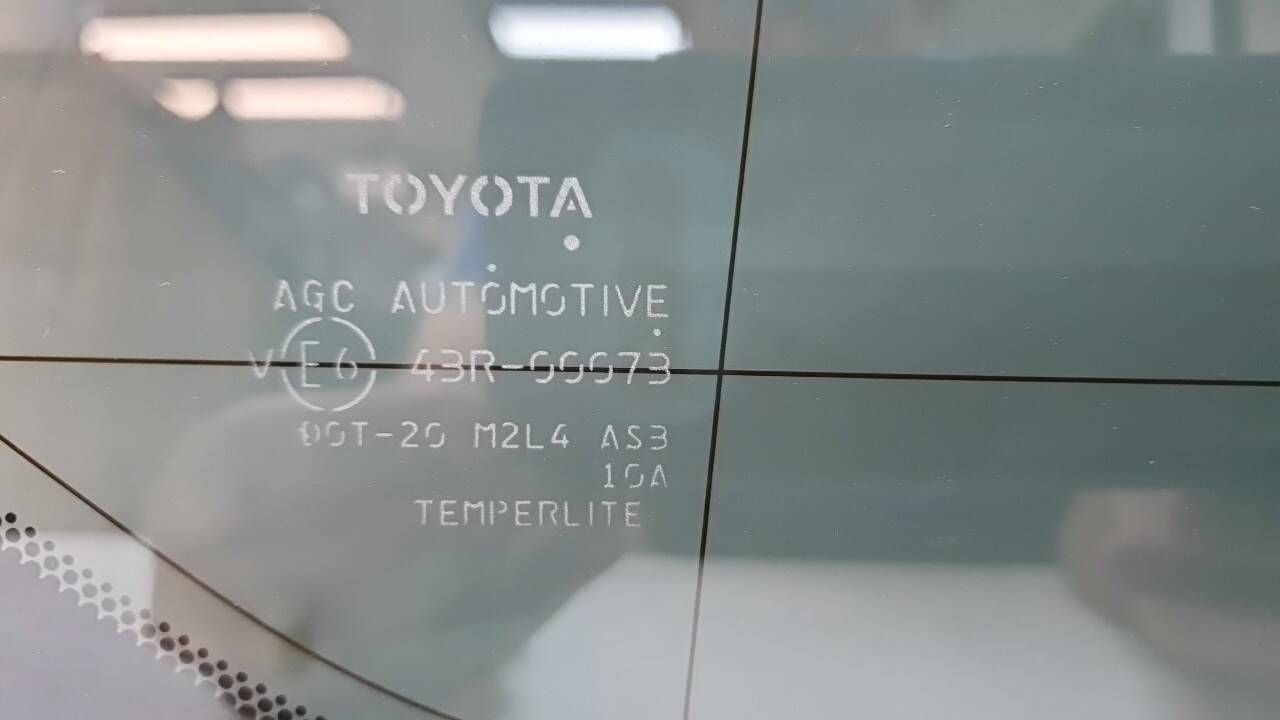 TOYOTA
AGC AUTOMOTIVE
V E6 43R-00073
DOT-20 M2L4 AS3
10A
TEMPERLITE